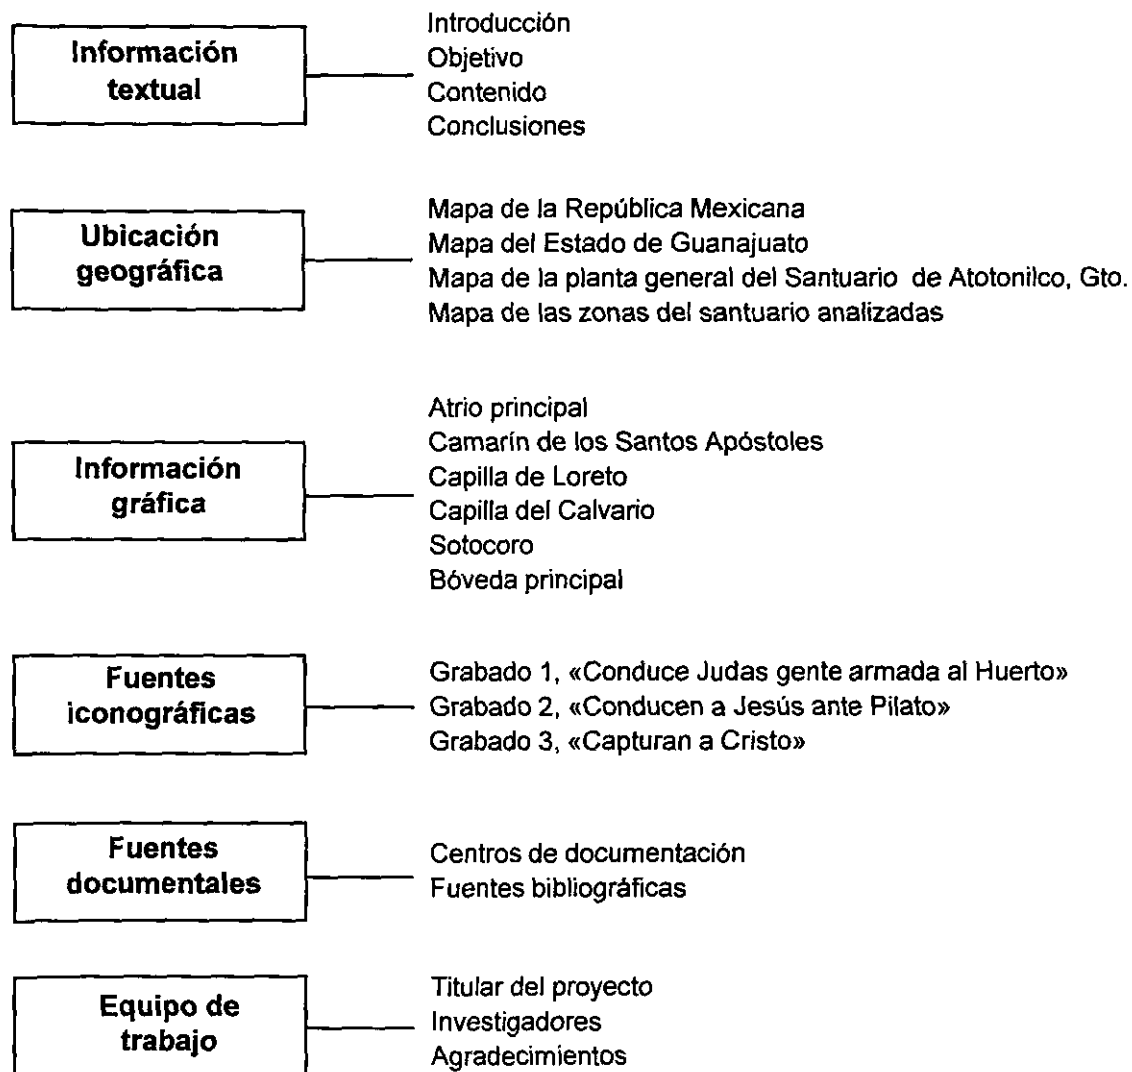 Información
textual
Introducción
Objetivo
Contenido
Conclusiones
Ubicación
geográfica
Mapa de la República Mexicana
Mapa del Estado de Guanajuato
Mapa de la planta general del Santuario de Atotonilco, Gto.
Mapa de las zonas del santuario analizadas
Información
gráfica
Atrio principal
Camarín de los Santos Apóstoles
Capilla de Loreto
Capilla del Calvario
Sotocoro
Bóveda principal
Fuentes
iconográficas
Grabado 1, «Conduce Judas gente armada al Huerto»
Grabado 2, «Conducen a Jesús ante Pilato»
Grabado 3, «Capturan a Cristo»
Fuentes
documentales
Centros de documentación
Fuentes bibliográficas
Equipo de
trabajo
Titular del proyecto
Investigadores
Agradecimientos